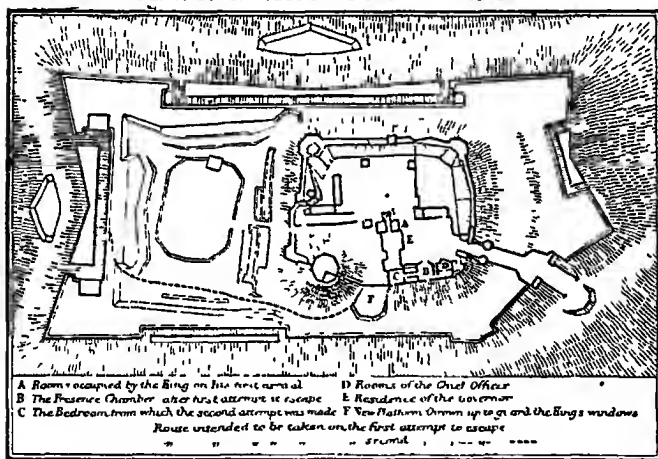 A Rooms occupied by the King on his first arrival
B The Presence Chamber after first attempt to escape
C The Bedroom from which the second attempt was made
D Rooms of the Chief Officer
E Residence of the Governor
F New Platform thrown up to guard the King's windows
Route intended to be taken on the first attempt to escape
" " " " " second " "
A
E
C
B
D
F